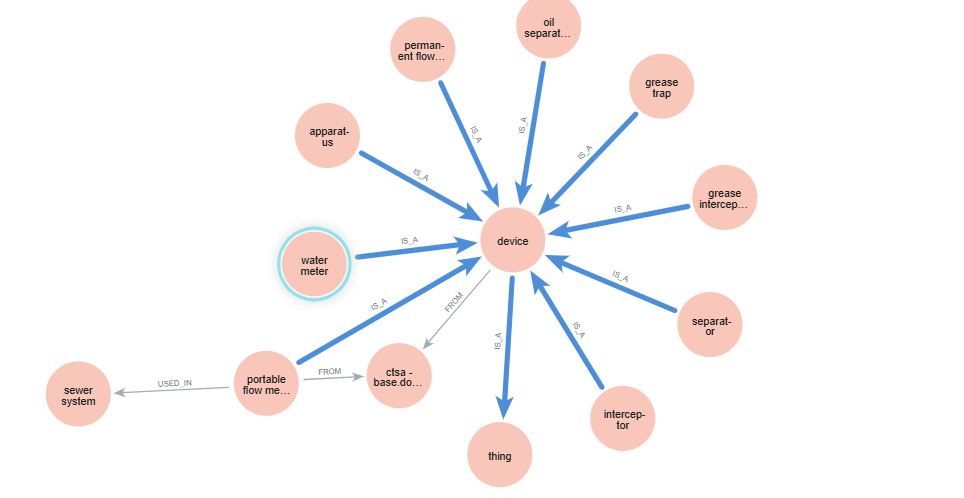 oil
separat...
perman-
ent flow...
grease
trap
apparat-
us
IS_A
IS_A
IS_A
IS_A
grease
intercep...
IS_A
device
IS_A
water
meter
IS_A
IS_A
FROM
separat-
or
IS_A
IS_A
ctsa -
base.do...
FROM
portable
flow me...
USED_IN
sewer
system
intercep-
tor
thing